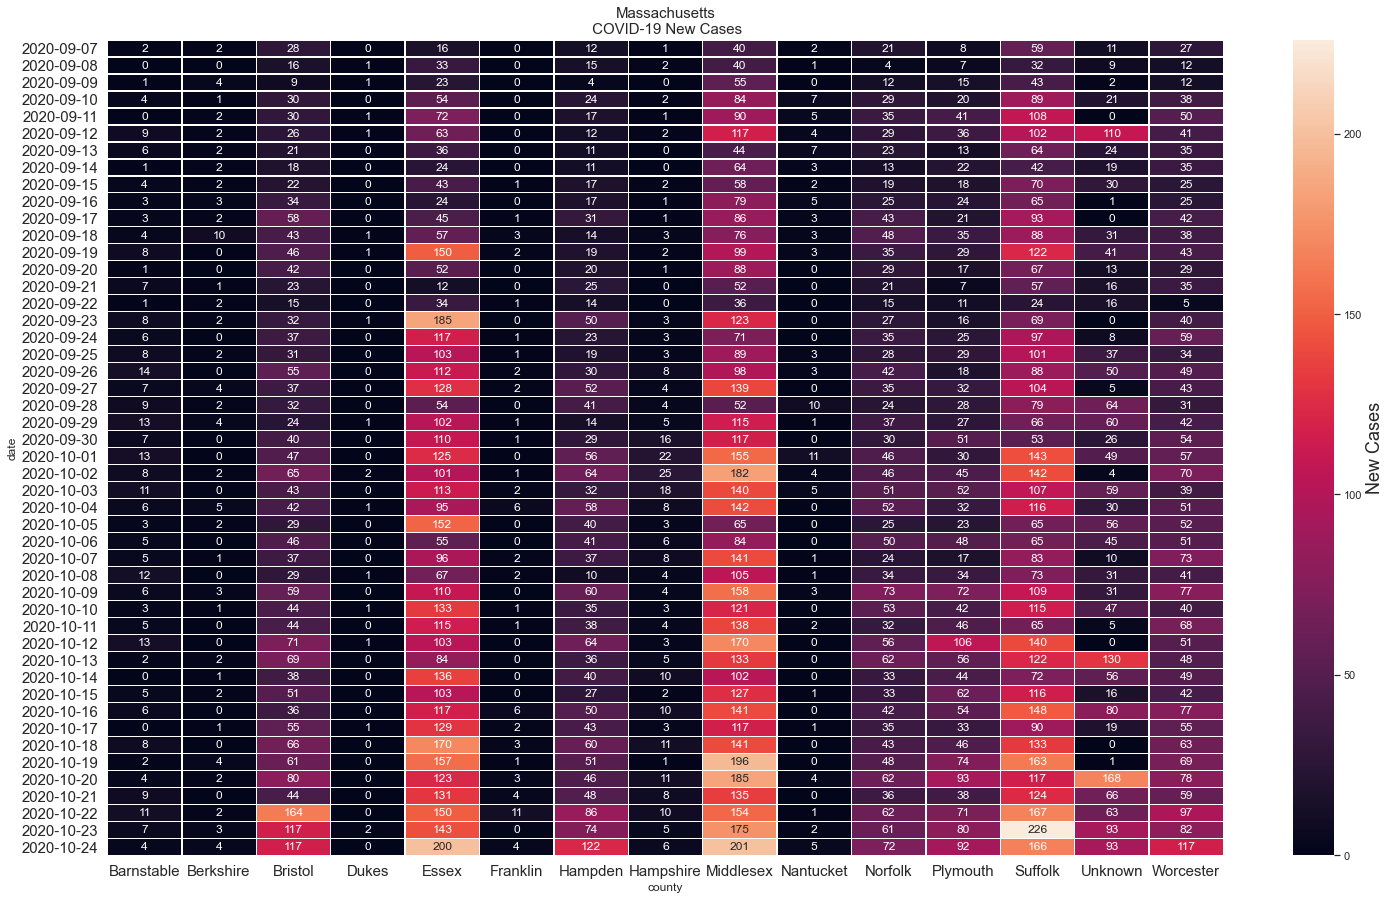 Massachusetts
COVID-19 New Cases
2020-09-07 2 2 28 0 16 0 12 1 40 2 21 8 59 11 27
2020-09-08 0 0 16 1 33 0 15 2 40 1 4 7 32 9 12
2020-09-09 1 4 9 1 23 0 4 0 55 0 12 15 43 2 12
2020-09-10 4 1 30 0 54 0 24 2 84 7 29 20 89 21 38
2020-09-11 0 2 30 1 72 0 17 1 90 5 35 41 108 0 50
2020-09-12 9 2 26 1 63 0 12 2 117 4 29 36 102 110 41
2020-09-13 6 2 21 0 36 0 11 0 44 7 23 13 64 24 35
2020-09-14 1 2 18 0 24 0 11 0 64 3 13 22 42 19 35
2020-09-15 4 2 22 0 43 1 17 2 58 2 19 18 70 30 25
2020-09-16 3 3 34 0 24 0 17 1 79 5 25 24 65 1 25
2020-09-17 3 2 58 0 45 1 31 1 86 3 43 21 93 0 42
2020-09-18 4 10 43 1 57 3 14 3 76 3 48 35 88 31 38
2020-09-19 8 0 46 1 150 2 19 2 99 3 35 29 122 41 43
2020-09-20 1 0 42 0 52 0 20 1 88 0 29 17 67 13 29
2020-09-21 7 1 23 0 12 0 25 0 52 0 21 7 57 16 35
2020-09-22 1 2 15 0 34 1 14 0 36 0 15 11 24 16 5
2020-09-23 8 2 32 1 185 0 50 3 123 0 27 16 69 0 40
2020-09-24 6 0 37 0 117 1 23 3 71 0 35 25 97 8 59
2020-09-25 8 2 31 0 103 1 19 3 89 3 28 29 101 37 34
2020-09-26 14 0 55 0 112 2 30 8 98 3 42 18 88 50 49
2020-09-27 7 4 37 0 128 2 52 4 139 0 35 32 104 5 43
2020-09-28 9 2 32 0 54 0 41 4 52 10 24 28 79 64 31
2020-09-29 13 4 24 1 102 1 14 5 115 1 37 27 66 60 42
2020-09-30 7 0 40 0 110 1 29 16 117 0 30 51 53 26 54
2020-10-01 13 0 47 0 125 0 56 22 155 11 46 30 143 49 57
2020-10-02 8 2 65 2 101 1 64 25 182 4 46 45 142 4 70
2020-10-03 11 0 43 0 113 2 32 18 140 5 51 52 107 59 39
2020-10-04 6 5 42 1 95 6 58 8 142 0 52 32 116 30 51
2020-10-05 3 2 29 0 152 0 40 3 65 0 25 23 65 56 52
2020-10-06 5 0 46 0 55 0 41 6 84 0 50 48 65 45 51
2020-10-07 5 1 37 0 96 2 37 8 141 1 24 17 83 10 73
2020-10-08 12 0 29 1 67 2 10 4 105 1 34 34 73 31 41
2020-10-09 6 3 59 0 110 0 60 4 158 3 73 72 109 31 77
2020-10-10 3 1 44 1 133 1 35 3 121 0 53 42 115 47 40
2020-10-11 5 0 44 0 115 1 38 4 138 2 32 46 65 5 68
2020-10-12 13 0 71 1 103 0 64 3 170 0 56 106 140 0 51
2020-10-13 2 2 69 0 84 0 36 5 133 0 62 56 122 130 48
2020-10-14 0 1 38 0 136 0 40 10 102 0 33 44 72 56 49
2020-10-15 5 2 51 0 103 0 27 2 127 1 33 62 116 16 42
2020-10-16 6 0 36 0 117 6 50 10 141 0 42 54 148 80 77
2020-10-17 0 1 55 1 129 2 43 3 117 1 35 33 90 19 55
2020-10-18 8 0 66 0 170 3 60 11 141 0 43 46 133 0 63
2020-10-19 2 4 61 0 157 1 51 1 196 0 48 74 163 1 69
2020-10-20 4 2 80 0 123 3 46 11 185 4 62 93 117 168 78
2020-10-21 9 0 44 0 131 4 48 8 135 0 36 38 124 66 59
2020-10-22 11 2 164 0 150 11 86 10 154 1 62 71 167 63 97
2020-10-23 7 3 117 2 143 0 74 5 175 2 61 80 226 93 82
2020-10-24 4 4 117 0 200 4 122 6 201 5 72 92 166 93 117
Barnstable Berkshire Bristol Dukes Essex Franklin Hampden Hampshire Middlesex Nantucket Norfolk Plymouth Suffolk Unknown Worcester
county
date
200
150
100
50
0
New Cases